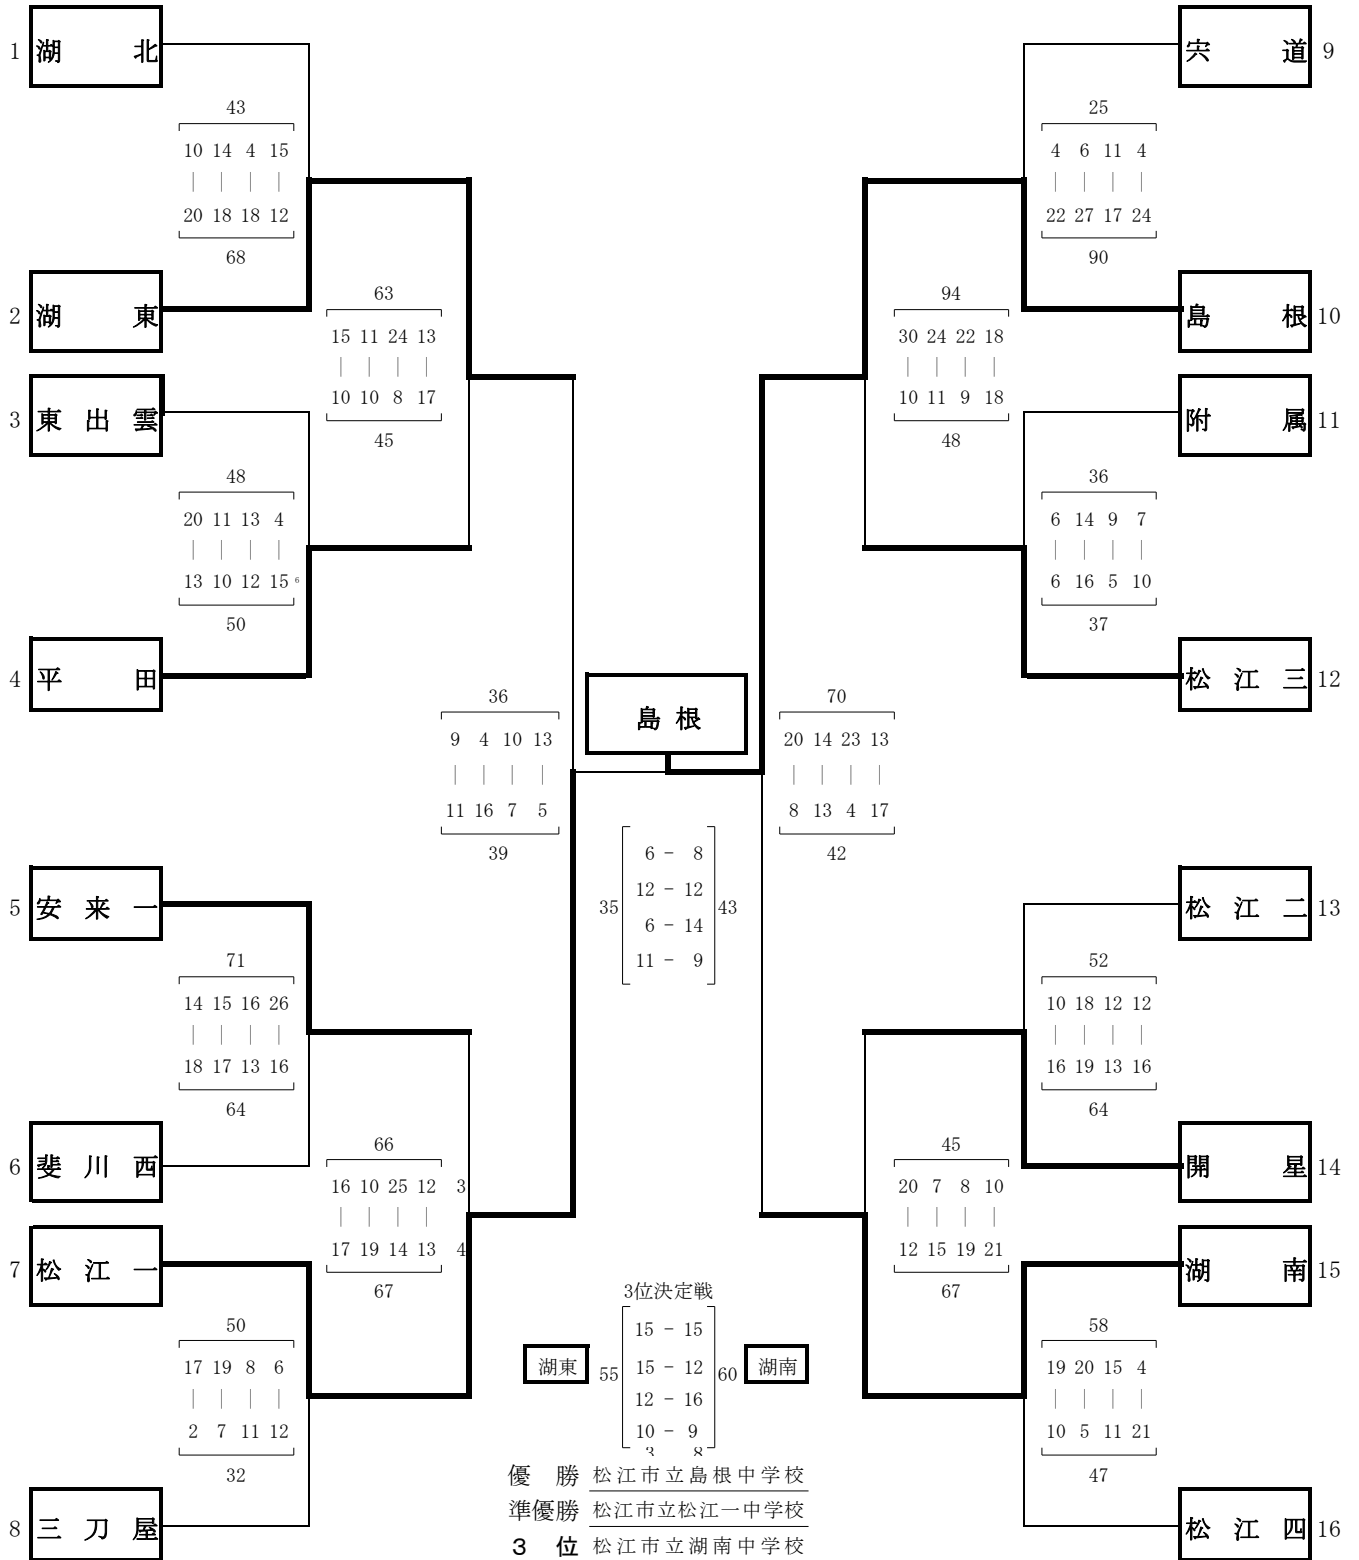 1 湖北
43
10 14 4 15
20 18 18 12
68
2 湖東
63
15 11 24 13
10 10 8 17
45
3 東出雲
48
20 11 13 4
13 10 12 15 6
50
4 平田
36
9 4 10 13
11 16 7 5
39
5 安来一
71
14 15 16 26
18 17 13 16
64
6 斐川西
66
16 10 25 12 3
17 19 14 13 4
67
7 松江一
50
17 19 8 6
2 7 11 12
32
8 三刀屋
島根
35
6 - 8
12 - 12
6 - 14
11 - 9
43
3位決定戦
湖東 55
15 - 15
15 - 12
12 - 16
10 - 9
3 8
60 湖南
優勝 松江市立島根中学校
準優勝 松江市立松江一中学校
3位 松江市立湖南中学校
宍道 9
25
4 6 11 4
22 27 17 24
90
島根 10
94
30 24 22 18
10 11 9 18
48
附属 11
36
6 14 9 7
6 16 5 10
37
松江三 12
70
20 14 23 13
8 13 4 17
42
松江二 13
52
10 18 12 12
16 19 13 16
64
開星 14
45
20 7 8 10
12 15 19 21
67
湖南 15
58
19 20 15 4
10 5 11 21
47
松江四 16